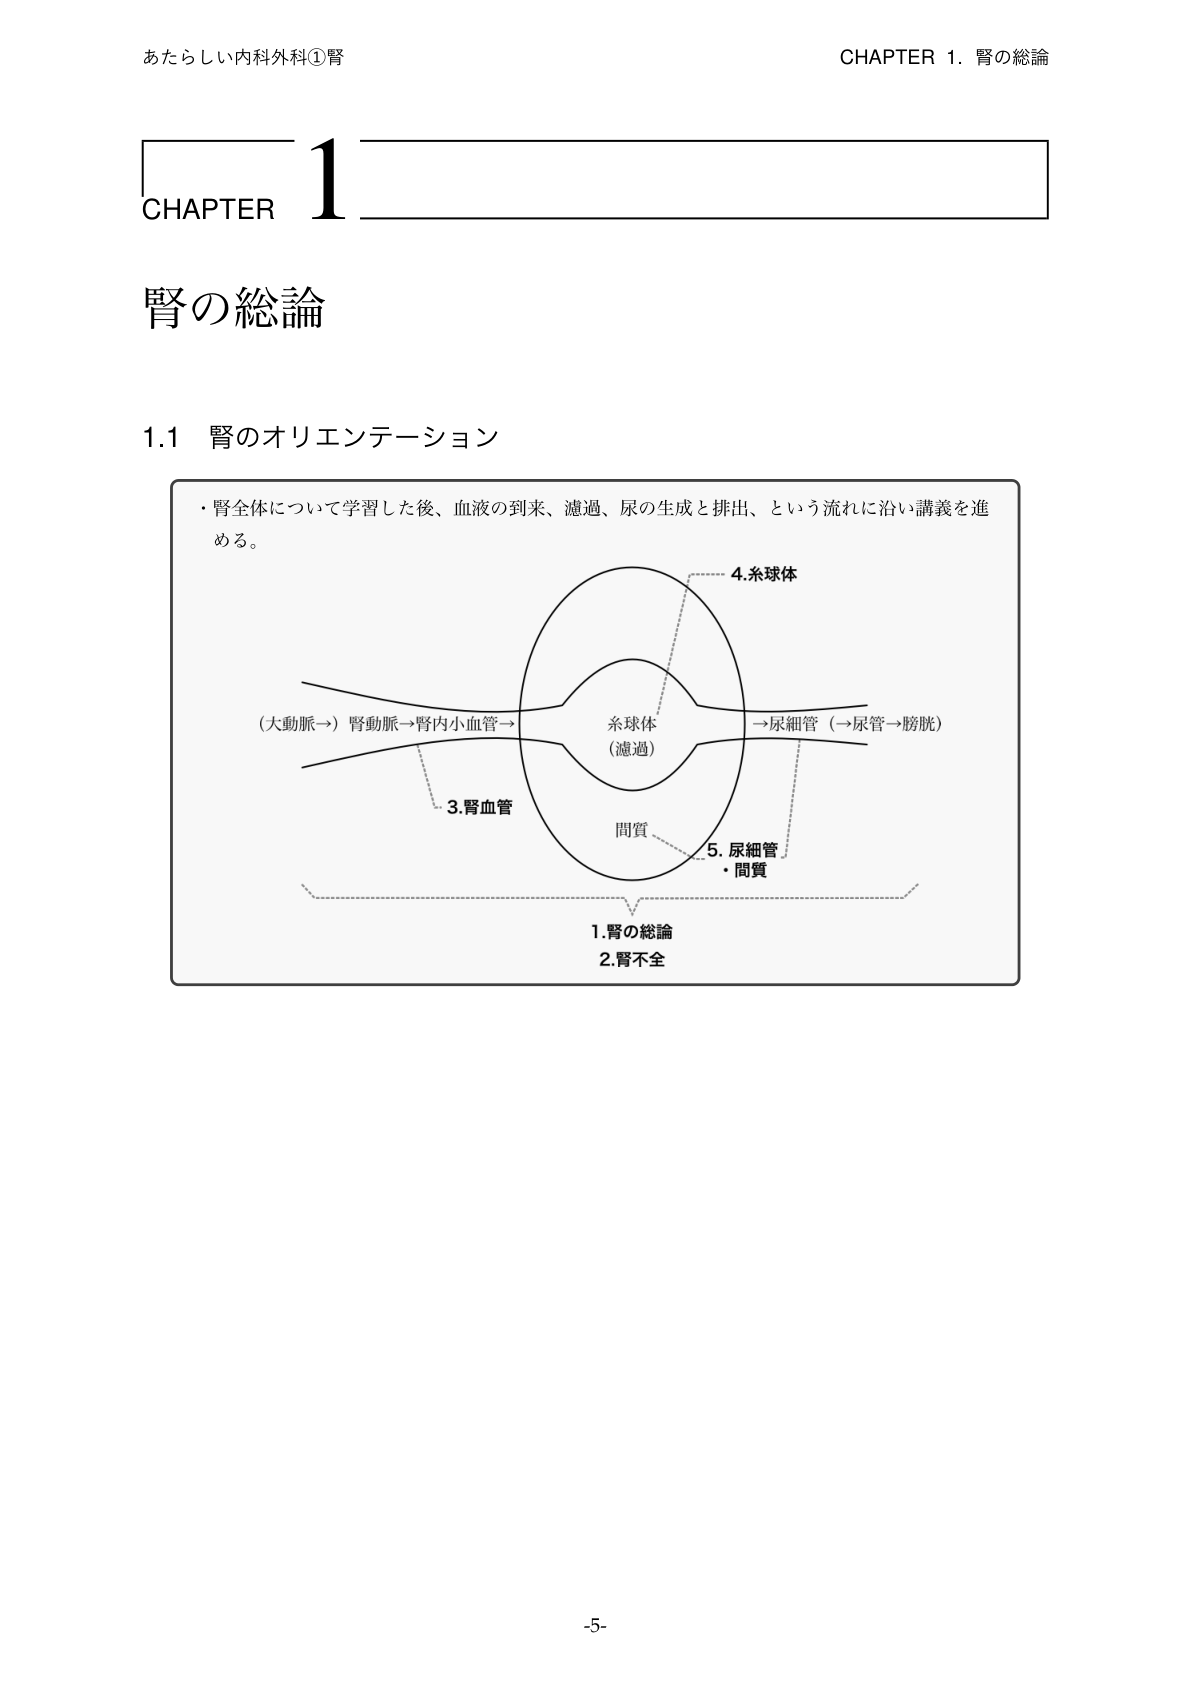 あたらしい内科外科①腎
CHAPTER 1. 腎の総論
CHAPTER 1
腎の総論
1.1 腎のオリエンテーション
・腎全体について学習した後、血液の到来、濾過、尿の生成と排出、という流れに沿い講義を進
める。
4.糸球体
（大動脈→）腎動脈→腎内小血管→
糸球体
（濾過）
→尿細管（→尿管→膀胱）
3.腎血管
間質
5. 尿細管
・間質
1.腎の総論
2.腎不全
-5-